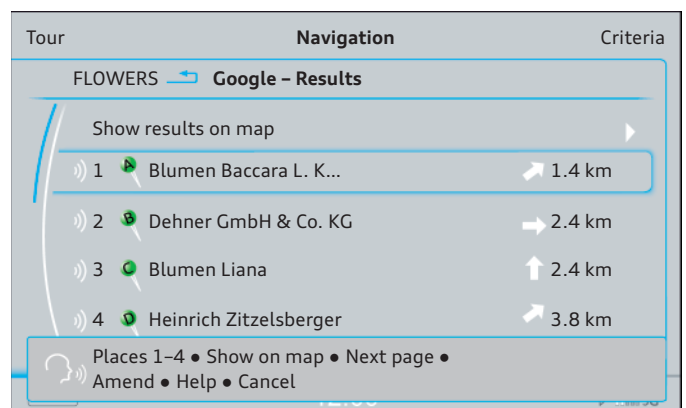 Tour Navigation Criteria
FLOWERS Google – Results
Show results on map
1 A Blumen Baccara L. K... 1.4 km
2 B Dehner GmbH & Co. KG 2.4 km
3 C Blumen Liana 2.4 km
4 D Heinrich Zitzelsberger 3.8 km
Places 1–4 ● Show on map ● Next page ●
Amend ● Help ● Cancel